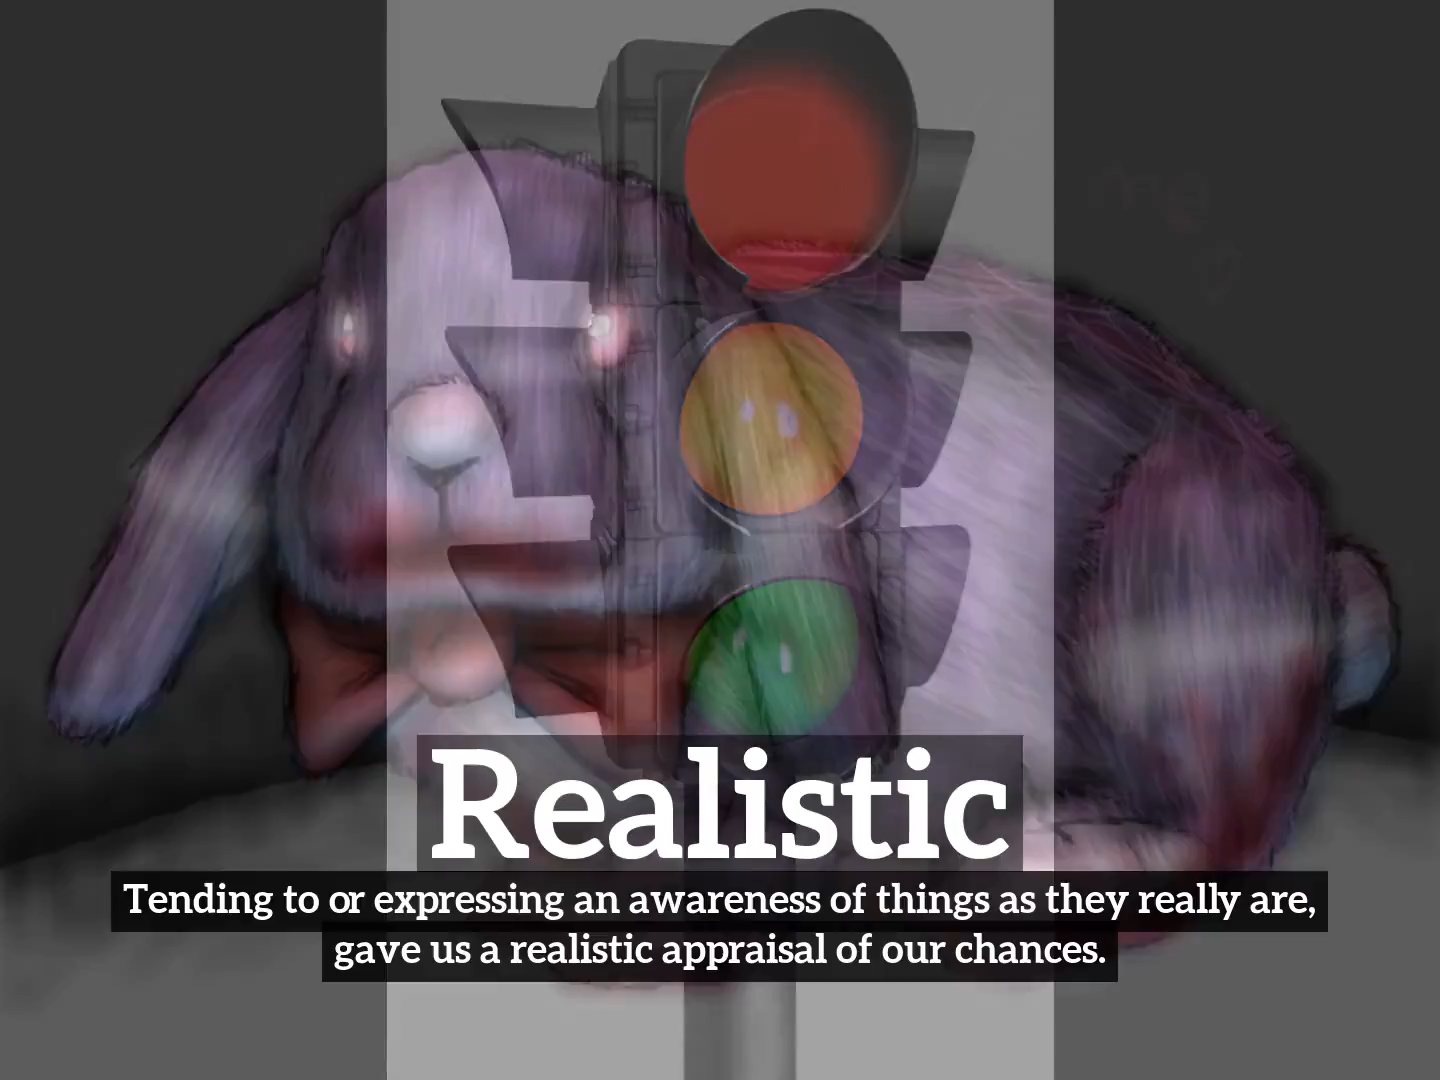 Realistic
Tending to or expressing an awareness of things as they really are,
gave us a realistic appraisal of our chances.